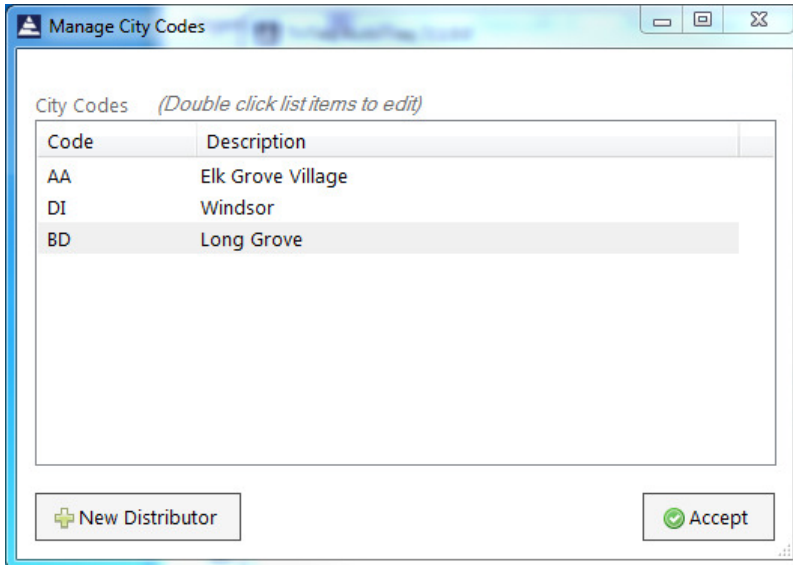 Manage City Codes
City Codes (Double click list items to edit)
Code Description
AA Elk Grove Village
DI Windsor
BD Long Grove
New Distributor Accept